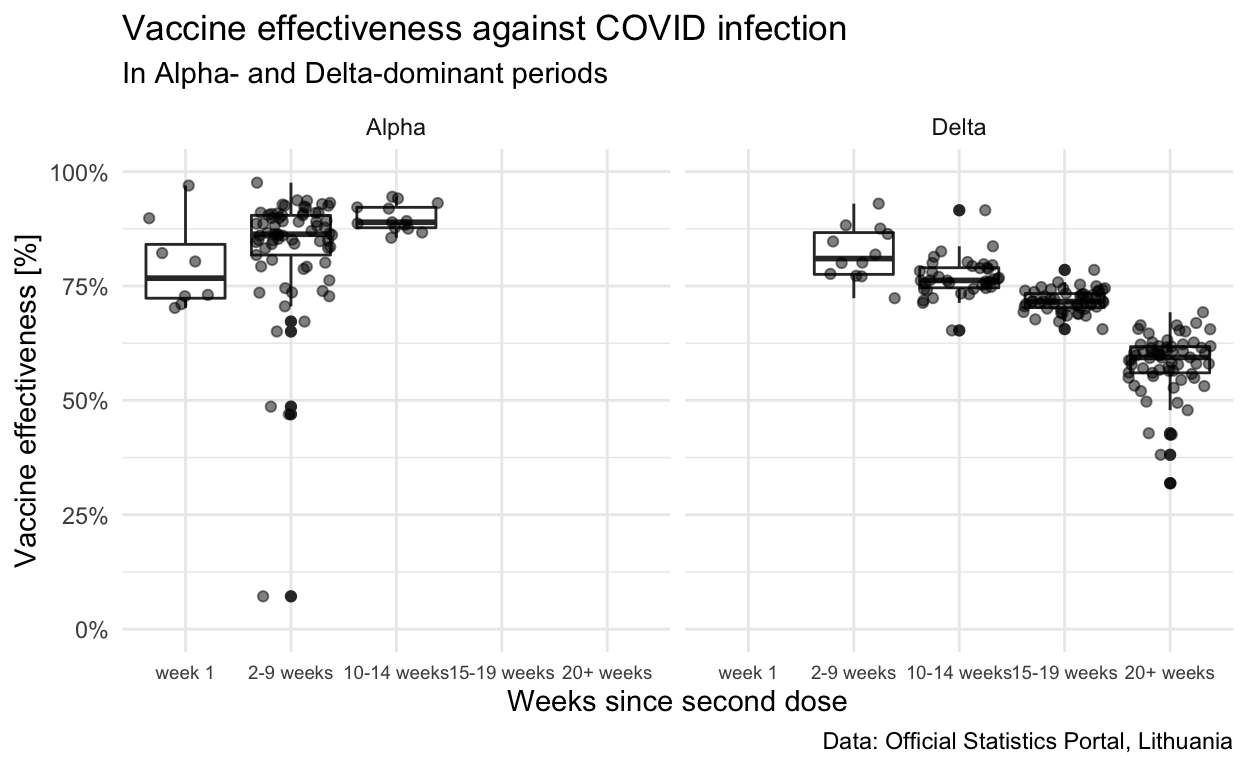 Vaccine effectiveness against COVID infection
In Alpha- and Delta-dominant periods
Alpha
Delta
Vaccine effectiveness [%]
100%
75%
50%
25%
0%
week 1 2-9 weeks 10-14 weeks 15-19 weeks 20+ weeks
week 1 2-9 weeks 10-14 weeks 15-19 weeks 20+ weeks
Weeks since second dose
Data: Official Statistics Portal, Lithuania